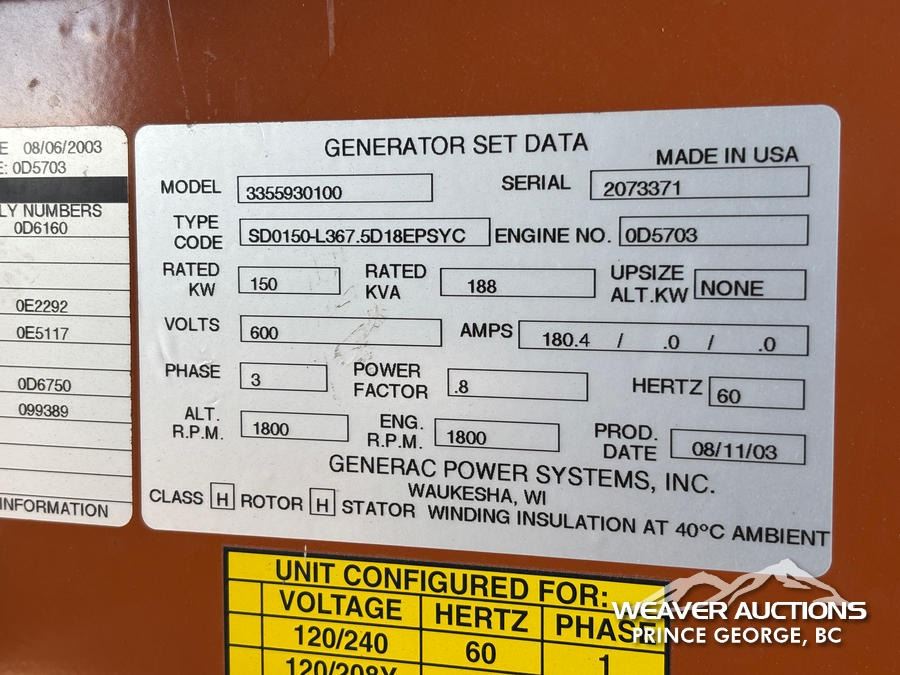 E 08/06/2003
E: 0D5703
LY NUMBERS
0D6160
0E2292
0E5117
0D6750
099389
INFORMATION
GENERATOR SET DATA
MADE IN USA
MODEL 3355930100 SERIAL 2073371
TYPE CODE SD0150-L367.5D18EPSYC ENGINE NO. 0D5703
RATED KW 150 RATED KVA 188 UPSIZE ALT.KW NONE
VOLTS 600 AMPS 180.4 / .0 / .0
PHASE 3 POWER FACTOR .8 HERTZ 60
ALT. R.P.M. 1800 ENG. R.P.M. 1800 PROD. DATE 08/11/03
GENERAC POWER SYSTEMS, INC.
WAUKESHA, WI
CLASS H ROTOR H STATOR WINDING INSULATION AT 40°C AMBIENT
UNIT CONFIGURED FOR:
VOLTAGE HERTZ PHASE
120/240 60 1
120/208Y
WEAVER AUCTIONS
PRINCE GEORGE, BC